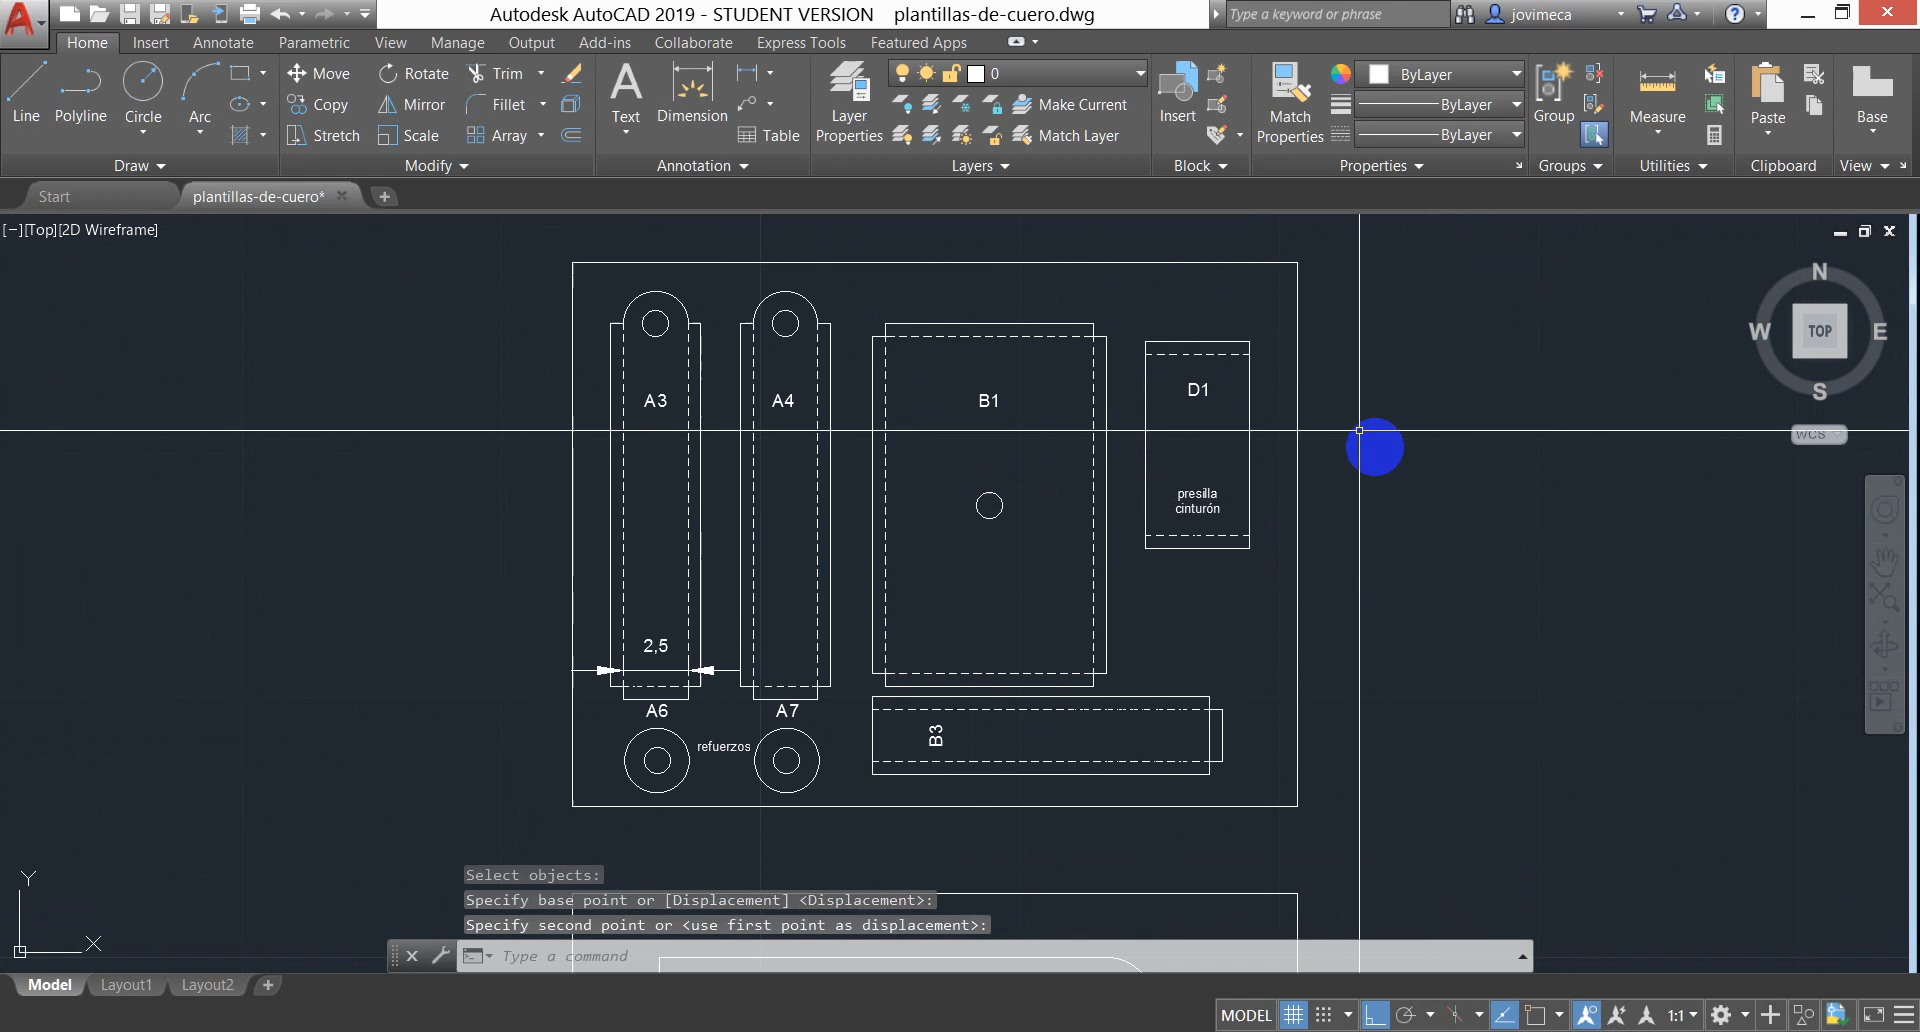 Autodesk AutoCAD 2019 - STUDENT VERSION plantillas-de-cuero.dwg
Type a keyword or phrase
jovimeca
Home Insert Annotate Parametric View Manage Output Add-ins Collaborate Express Tools Featured Apps
Line Polyline Circle Arc
Move Rotate Trim
Copy Mirror Fillet
Stretch Scale Array
Text Dimension Table
Layer Properties
0
Make Current
Match Layer
Insert
Match Properties
ByLayer
ByLayer
ByLayer
Group
Measure
Paste
Base
Draw Modify Annotation Layers Block Properties Groups Utilities Clipboard View
Start plantillas-de-cuero*
[−][Top][2D Wireframe]
N
W TOP E
S
WCS
A3 A4 B1 D1
presilla
cinturón
2,5
A6 A7
refuerzos
B3
Y
X
Select objects:
Specify base point or [Displacement] <Displacement>:
Specify second point or <use first point as displacement>:
Type a command
Model Layout1 Layout2
MODEL 1:1